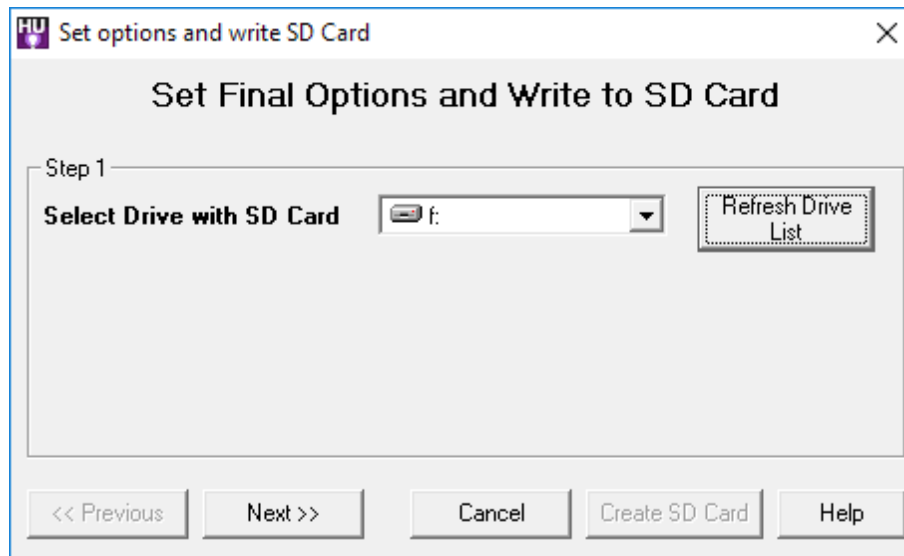 HU
Set options and write SD Card
Set Final Options and Write to SD Card
Step 1
Select Drive with SD Card
f:
Refresh Drive
List
<< Previous
Next >>
Cancel
Create SD Card
Help